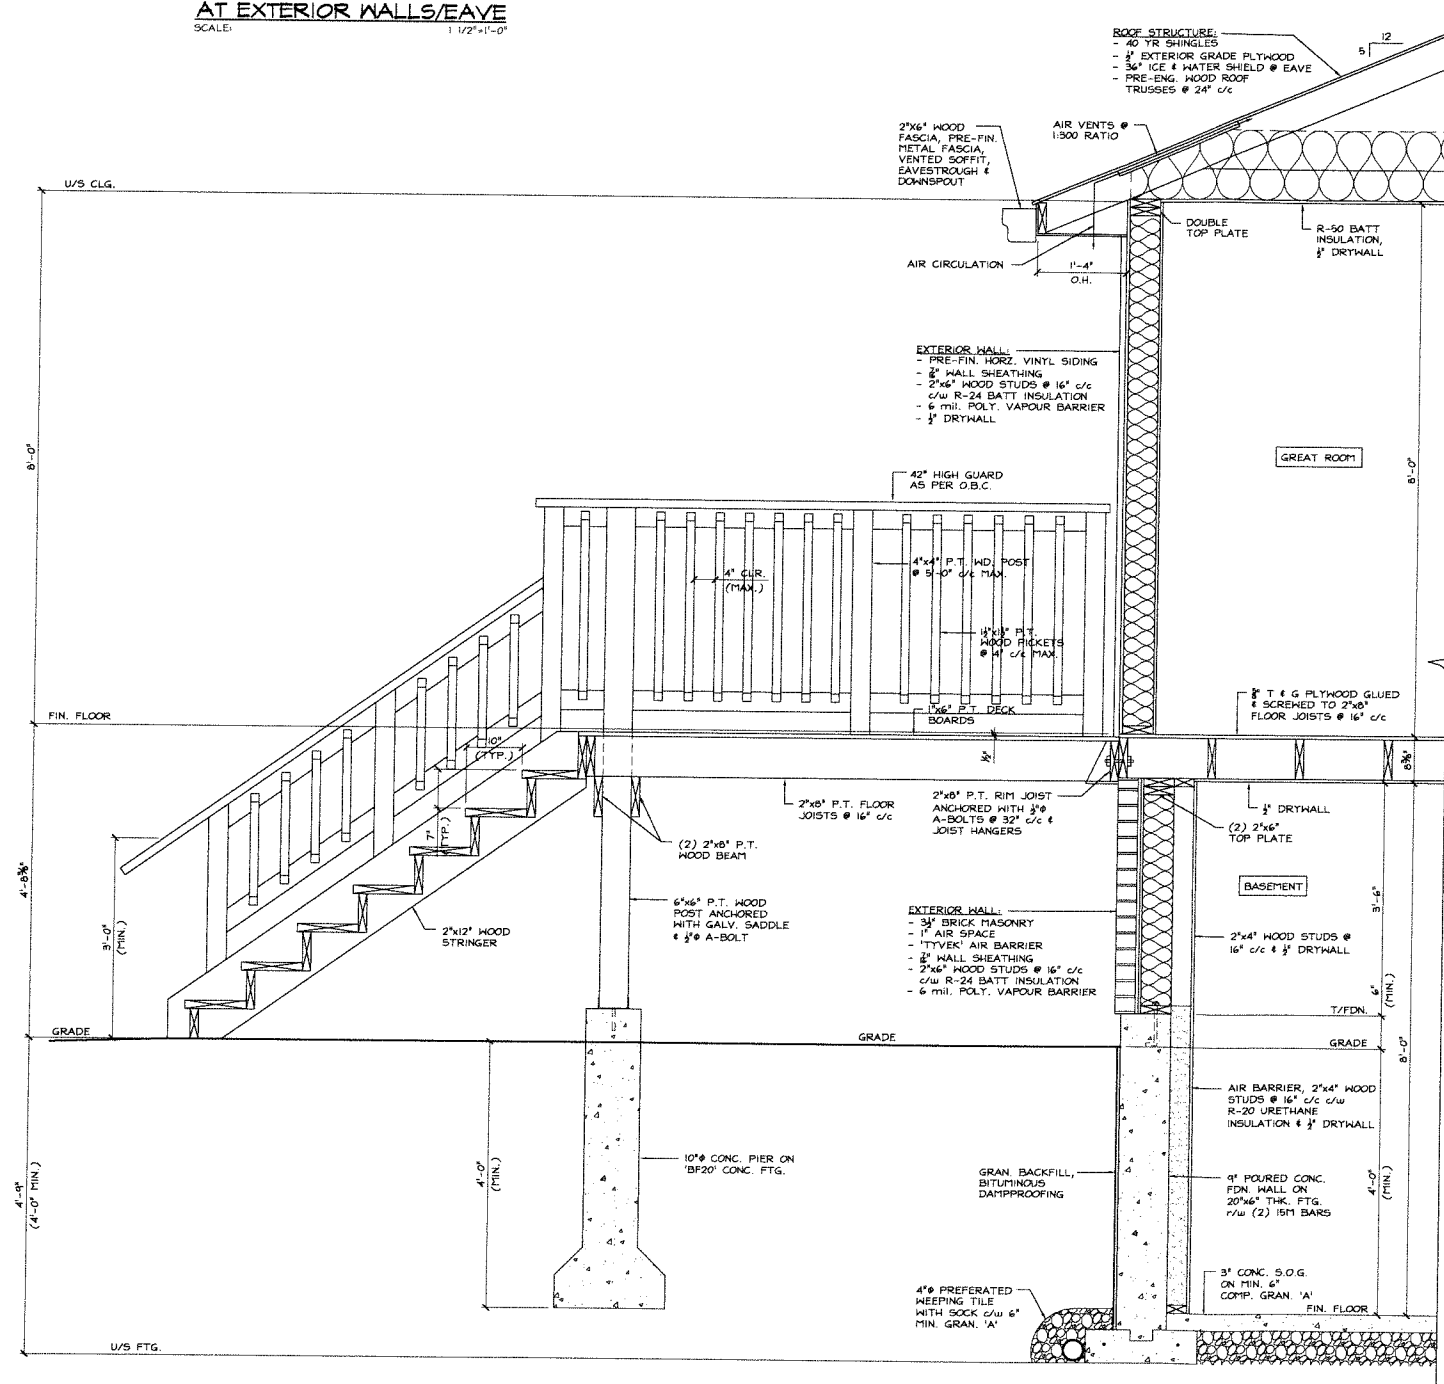 AT EXTERIOR WALLS/EAVE
SCALE: 1 1/2"=1'-0"
ROOF STRUCTURE:
- 40 YR SHINGLES
- ½" EXTERIOR GRADE PLYWOOD
- 36" ICE & WATER SHIELD @ EAVE
- PRE-ENG. WOOD ROOF
TRUSSES @ 24" c/c
12
5
2"X6" WOOD
FASCIA, PRE-FIN.
METAL FASCIA,
VENTED SOFFIT,
EAVESTROUGH &
DOWNSPOUT
AIR VENTS @
1:300 RATIO
U/S CLG.
DOUBLE
TOP PLATE
R-50 BATT
INSULATION,
½" DRYWALL
AIR CIRCULATION
1'-4"
O.H.
EXTERIOR WALL:
- PRE-FIN. HORZ. VINYL SIDING
- 7/16" WALL SHEATHING
- 2"x6" WOOD STUDS @ 16" c/c
c/w R-24 BATT INSULATION
- 6 mil. POLY. VAPOUR BARRIER
- ½" DRYWALL
8'-0"
GREAT ROOM
8'-0"
42" HIGH GUARD
AS PER O.B.C.
4" CLR.
(MAX.)
4"x4" P.T. WD. POST
@ 5'-0" c/c MAX.
1½"x1½" P.T.
WOOD PICKETS
@ 4" c/c MAX.
5/8" T & G PLYWOOD GLUED
& SCREWED TO 2"x8"
FLOOR JOISTS @ 16" c/c
FIN. FLOOR
1"x6" P.T. DECK
BOARDS
10"
(TYP.)
7"
(TYP.)
½"
8⅜"
2"x8" P.T. FLOOR
JOISTS @ 16" c/c
2"x8" P.T. RIM JOIST
ANCHORED WITH ½"ø
A-BOLTS @ 32" c/c &
JOIST HANGERS
½" DRYWALL
(2) 2"x6"
TOP PLATE
(2) 2"x8" P.T.
WOOD BEAM
4'-8⅜"
3'-0"
(MIN.)
BASEMENT
3'-6"
6"x6" P.T. WOOD
POST ANCHORED
WITH GALV. SADDLE
& ½"ø A-BOLT
2"x12" WOOD
STRINGER
EXTERIOR WALL:
- 3½" BRICK MASONRY
- 1" AIR SPACE
- 'TYVEK' AIR BARRIER
- 7/16" WALL SHEATHING
- 2"x6" WOOD STUDS @ 16" c/c
c/w R-24 BATT INSULATION
- 6 mil. POLY. VAPOUR BARRIER
2"x4" WOOD STUDS @
16" c/c & ½" DRYWALL
6"
(MIN.)
T/FDN.
GRADE
GRADE
GRADE
8'-0"
AIR BARRIER, 2"x4" WOOD
STUDS @ 16" c/c c/w
R-20 URETHANE
INSULATION & ½" DRYWALL
10"ø CONC. PIER ON
'BF20' CONC. FTG.
4'-0"
(MIN.)
4'-9"
(4'-0" MIN.)
GRAN. BACKFILL,
BITUMINOUS
DAMPPROOFING
9" POURED CONC.
FDN. WALL ON
20"x6" THK. FTG.
r/w (2) 15M BARS
4'-0"
(MIN.)
4"ø PREFERATED
WEEPING TILE
WITH SOCK c/w 6"
MIN. GRAN. 'A'
3" CONC. S.O.G.
ON MIN. 6"
COMP. GRAN. 'A'
FIN. FLOOR
U/S FTG.